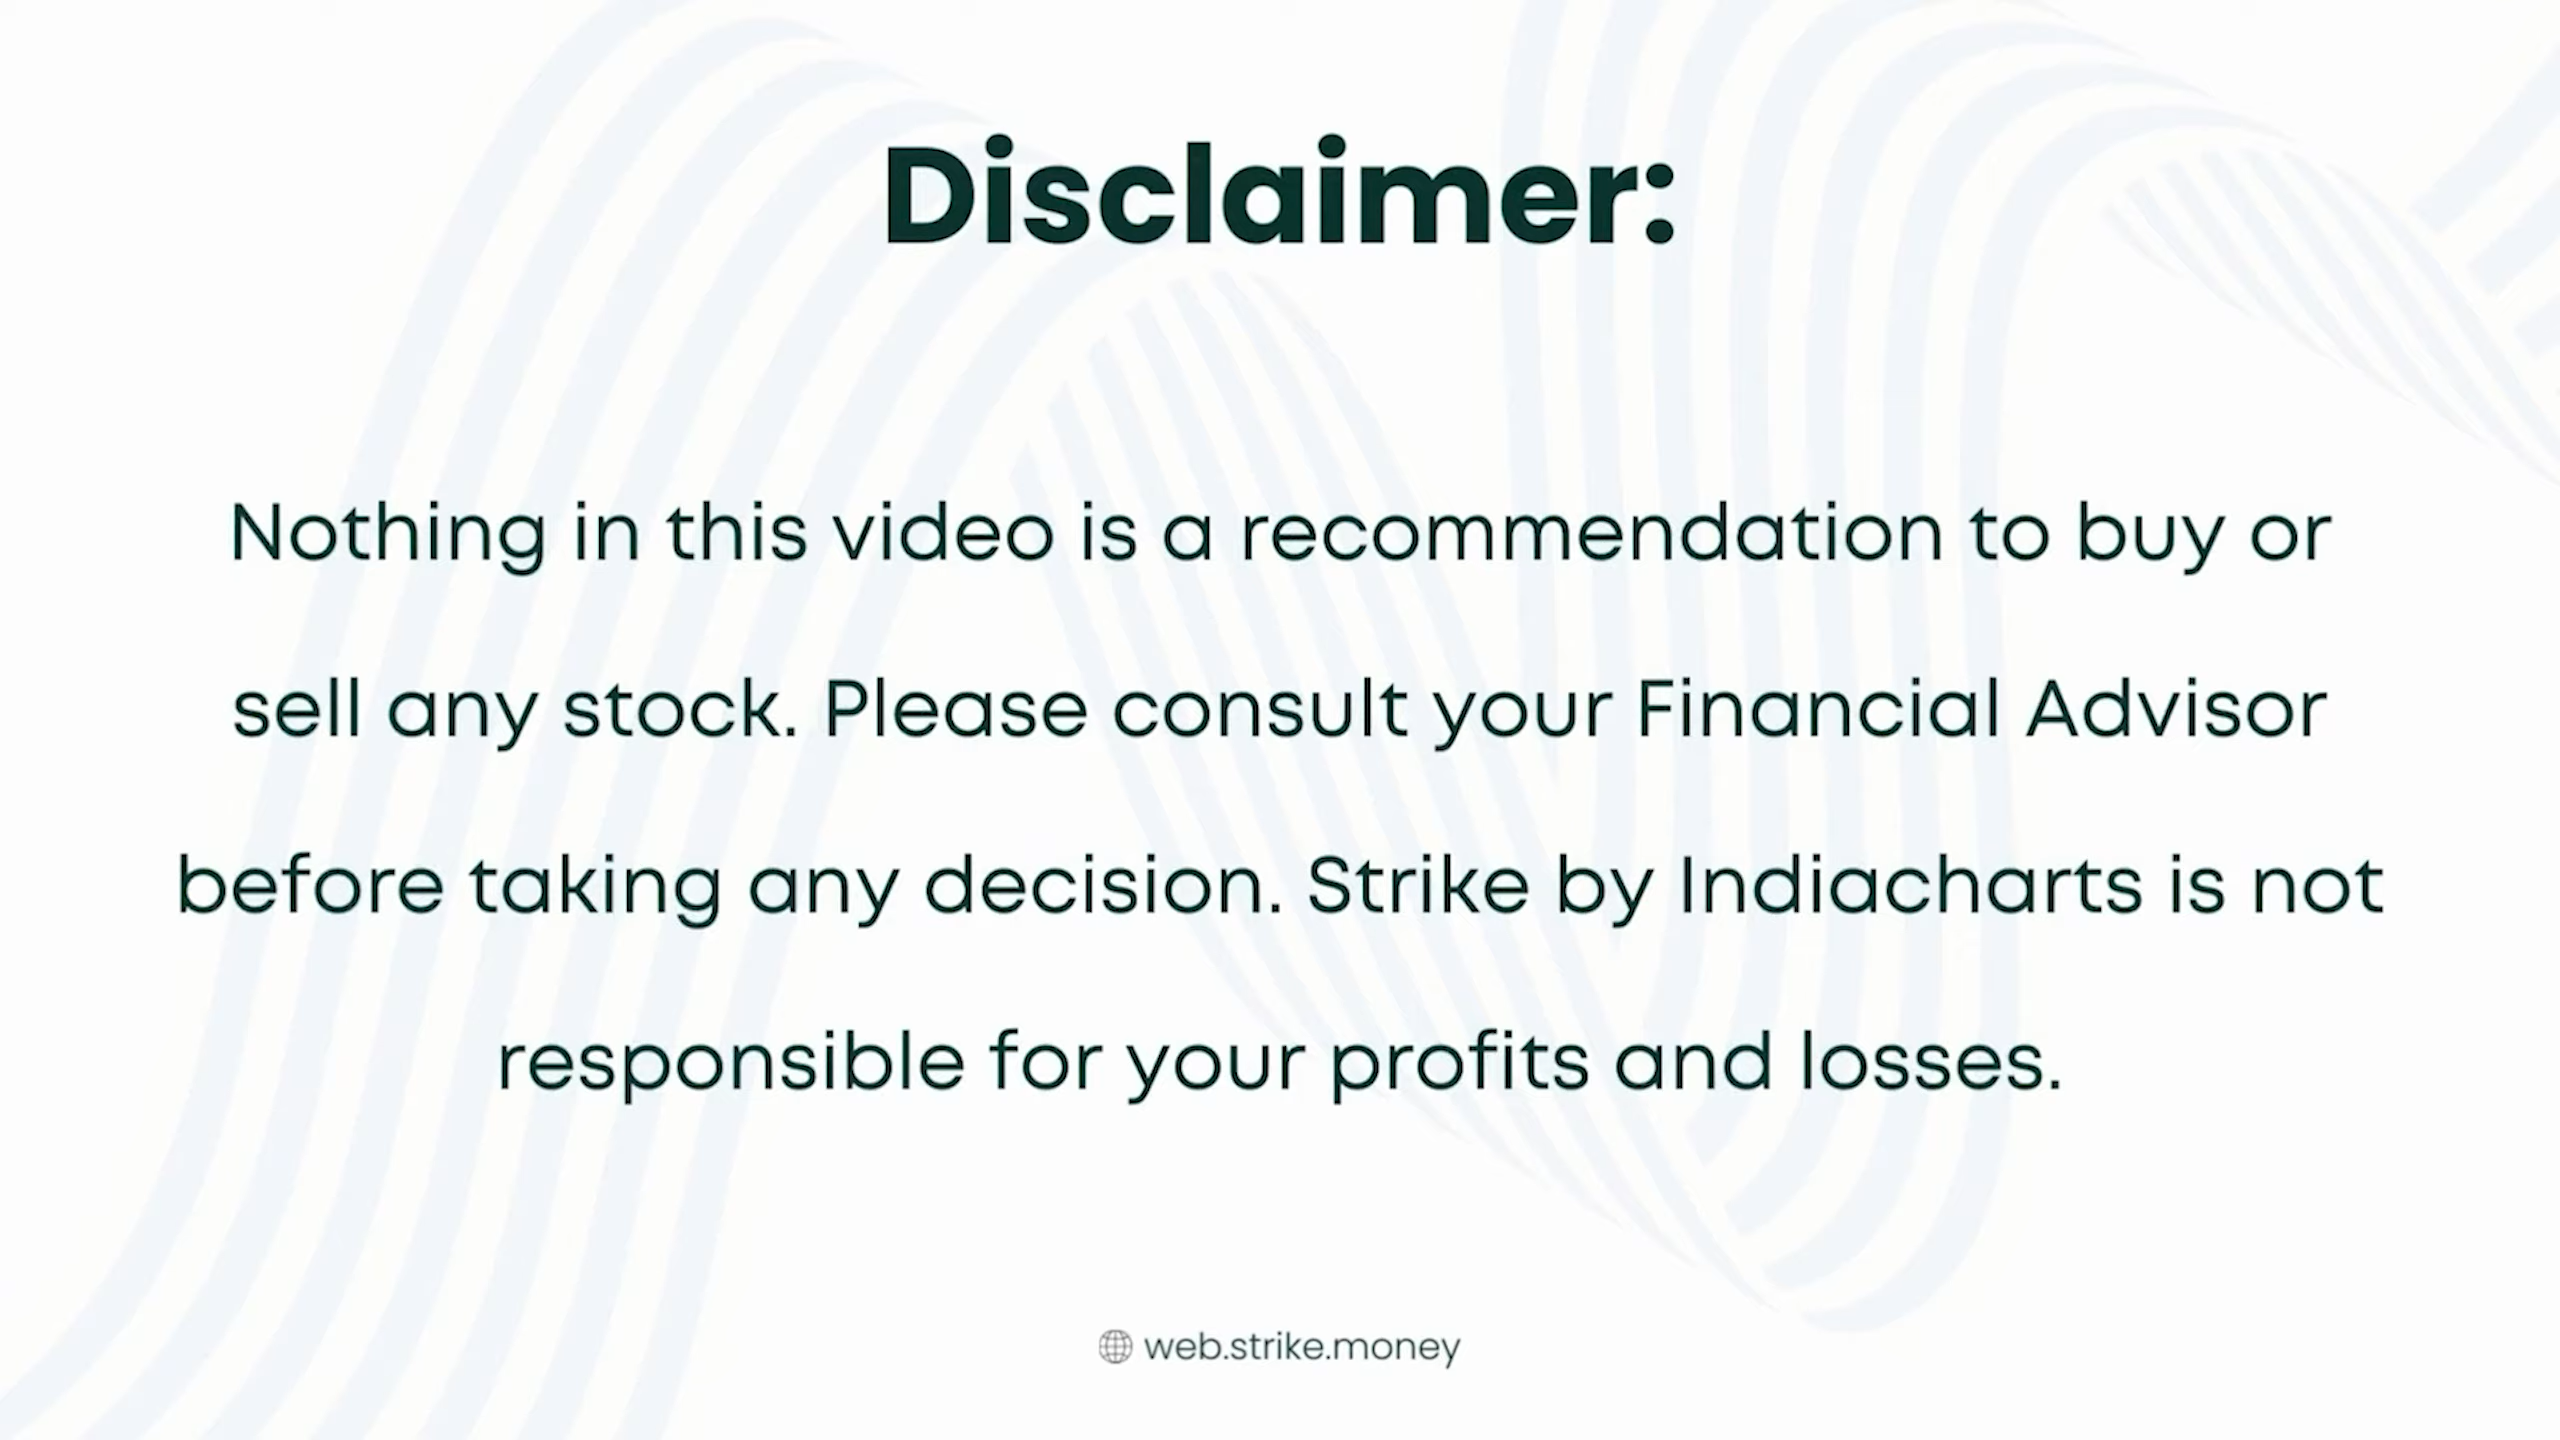 Disclaimer:
Nothing in this video is a recommendation to buy or
sell any stock. Please consult your Financial Advisor
before taking any decision. Strike by Indiacharts is not
responsible for your profits and losses.
web.strike.money